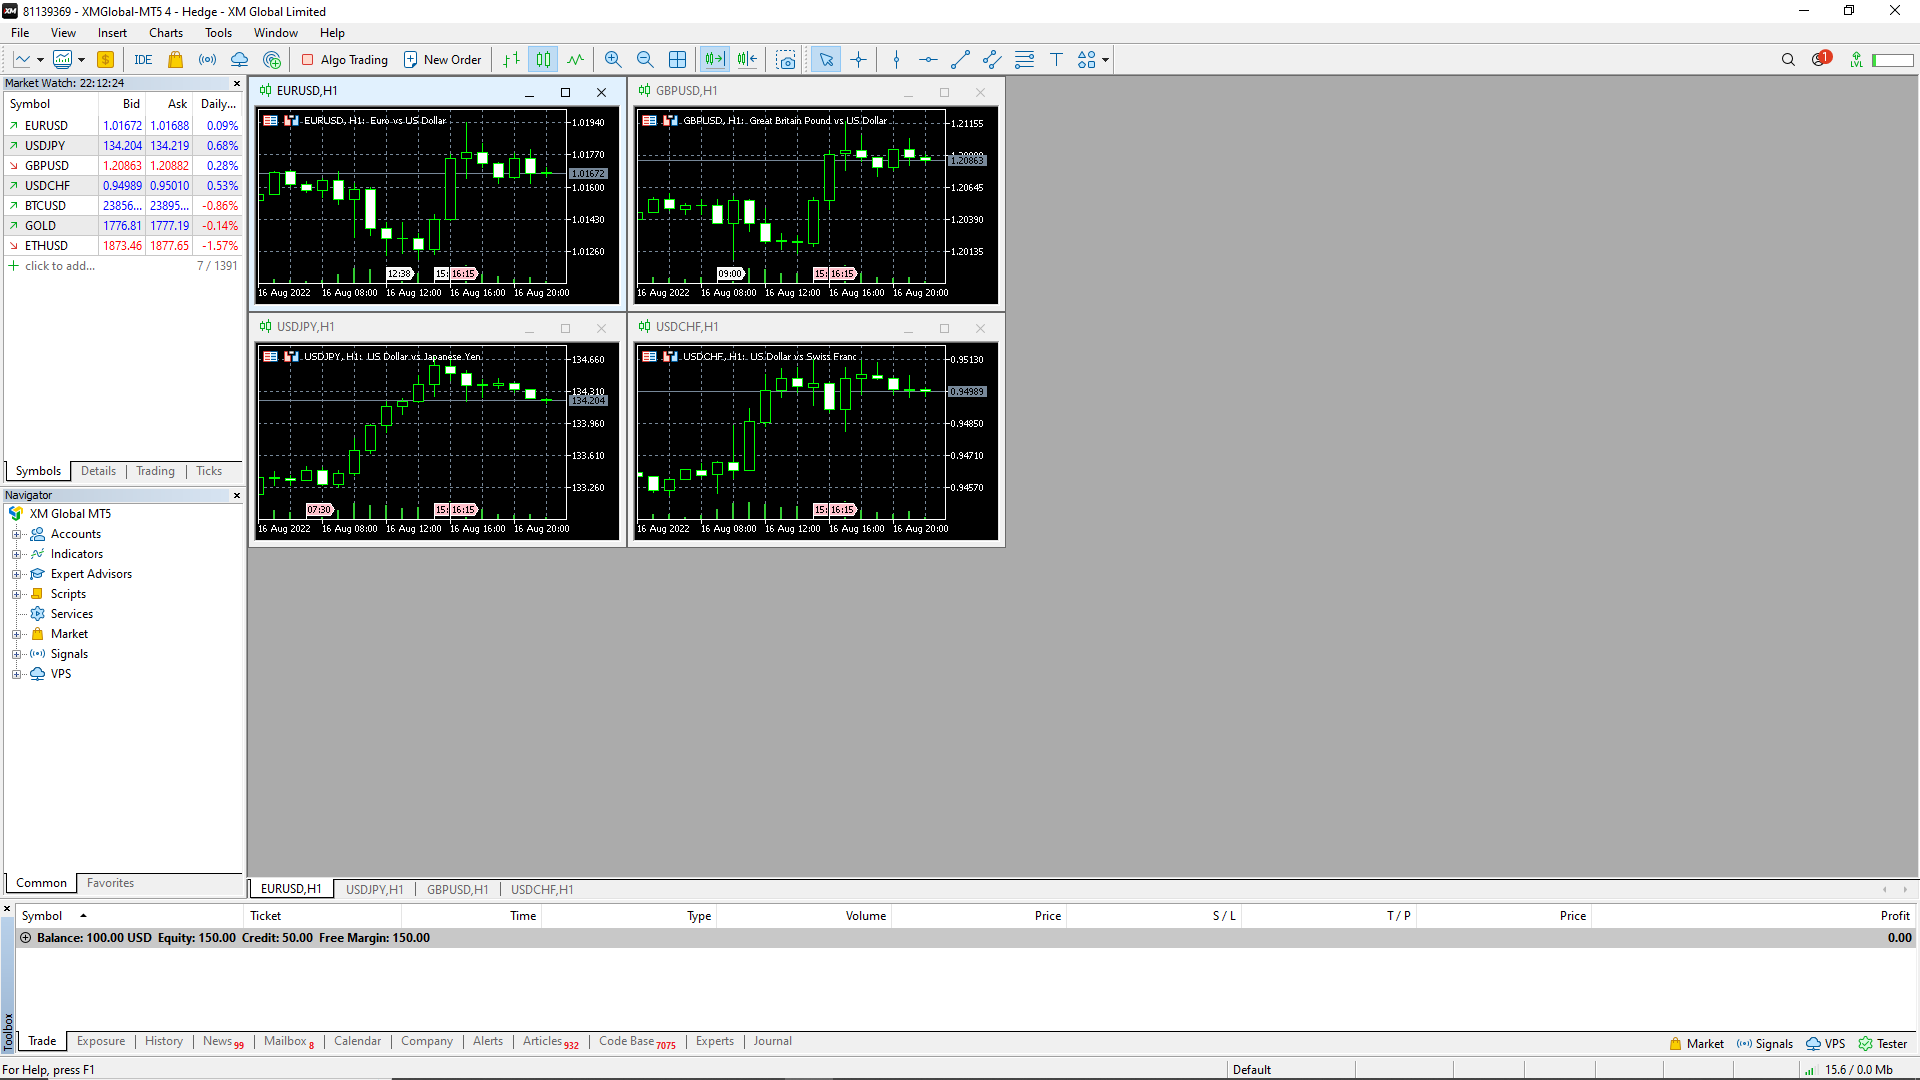 81139369 - XMGlobal-MT5 4 - Hedge - XM Global Limited
File View Insert Charts Tools Window Help
IDE Algo Trading New Order 1 LVL
Market Watch: 22:12:24
Symbol Bid Ask Daily...
EURUSD 1.01672 1.01688 0.09%
USDJPY 134.204 134.219 0.68%
GBPUSD 1.20863 1.20882 0.28%
USDCHF 0.94989 0.95010 0.53%
BTCUSD 23856... 23895... -0.86%
GOLD 1776.81 1777.19 -0.14%
ETHUSD 1873.46 1877.65 -1.57%
click to add... 7 / 1391
Symbols Details Trading Ticks
Navigator
XM Global MT5
Accounts
Indicators
Expert Advisors
Scripts
Services
Market
Signals
VPS
Common Favorites
EURUSD,H1
EURUSD, H1: Euro vs US Dollar
1.01940
1.01770
1.01672
1.01600
1.01430
1.01260
12:38 15: 16:15
16 Aug 2022 16 Aug 08:00 16 Aug 12:00 16 Aug 16:00 16 Aug 20:00
GBPUSD,H1
GBPUSD, H1: Great Britain Pound vs US Dollar
1.21155
1.20863
1.20645
1.20390
1.20135
09:00 15: 16:15
16 Aug 2022 16 Aug 08:00 16 Aug 12:00 16 Aug 16:00 16 Aug 20:00
USDJPY,H1
USDJPY, H1: US Dollar vs Japanese Yen
134.660
134.310
134.204
133.960
133.610
133.260
07:30 15: 16:15
16 Aug 2022 16 Aug 08:00 16 Aug 12:00 16 Aug 16:00 16 Aug 20:00
USDCHF,H1
USDCHF, H1: US Dollar vs Swiss Franc
0.95130
0.94989
0.94850
0.94710
0.94570
15: 16:15
16 Aug 2022 16 Aug 08:00 16 Aug 12:00 16 Aug 16:00 16 Aug 20:00
EURUSD,H1 USDJPY,H1 GBPUSD,H1 USDCHF,H1
Symbol Ticket Time Type Volume Price S / L T / P Price Profit
Balance: 100.00 USD Equity: 150.00 Credit: 50.00 Free Margin: 150.00 0.00
Toolbox
Trade Exposure History News 99 Mailbox 8 Calendar Company Alerts Articles 932 Code Base 7075 Experts Journal
Market Signals VPS Tester
For Help, press F1 Default 15.6 / 0.0 Mb